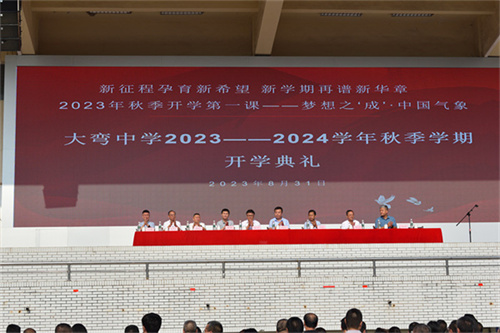 新征程孕育新希望 新学期再谱新华章
2023年秋季开学第一课——梦想之‘成’·中国气象
大弯中学2023——2024学年秋季学期
开学典礼
2023年8月31日